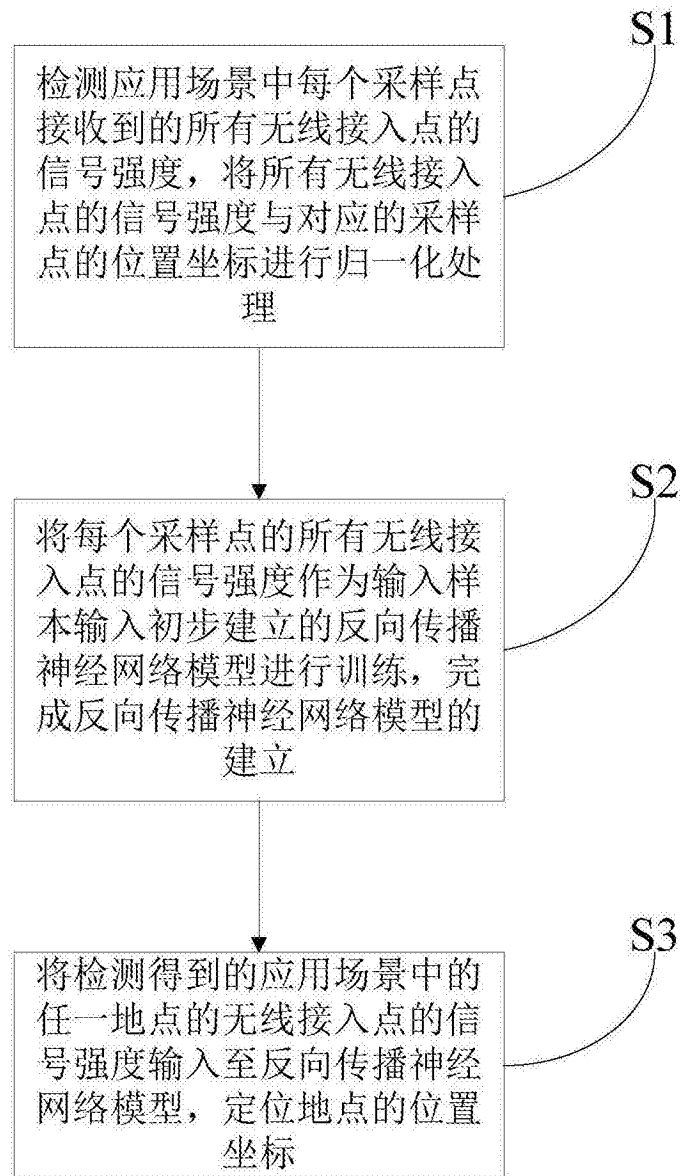 S1
检测应用场景中每个采样点
接收到的所有无线接入点的
信号强度，将所有无线接入
点的信号强度与对应的采样
点的位置坐标进行归一化处
理
S2
将每个采样点的所有无线接
入点的信号强度作为输入样
本输入初步建立的反向传播
神经网络模型进行训练，完
成反向传播神经网络模型的
建立
S3
将检测得到的应用场景中的
任一地点的无线接入点的信
号强度输入至反向传播神经
网络模型，定位地点的位置
坐标